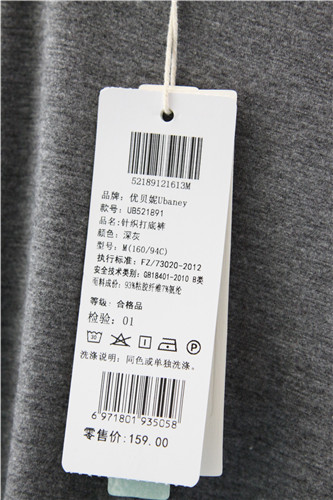 52189121613M
品牌: 优贝妮Ubaney
款号: UB521891
品名: 针织打底裤
颜色: 深灰
型号: M(160/94C)
执行标准: FZ/73020-2012
安全技术类别: GB18401-2010 B类
布料成份: 93%粘胶纤维7%氨纶
等级: 合格品
检验: 01
洗涤说明: 同色或单独洗涤.
6 971801 935058
零售价:159.00